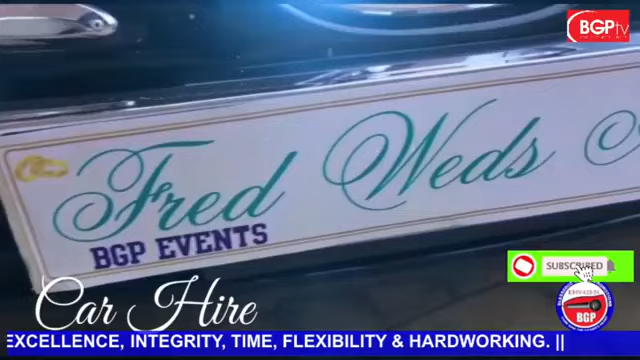 BGPtv
Fred Weds
BGP EVENTS
SUBSCRIBED
Car Hire
BGP
EXCELLENCE, INTEGRITY, TIME, FLEXIBILITY & HARDWORKING. ||